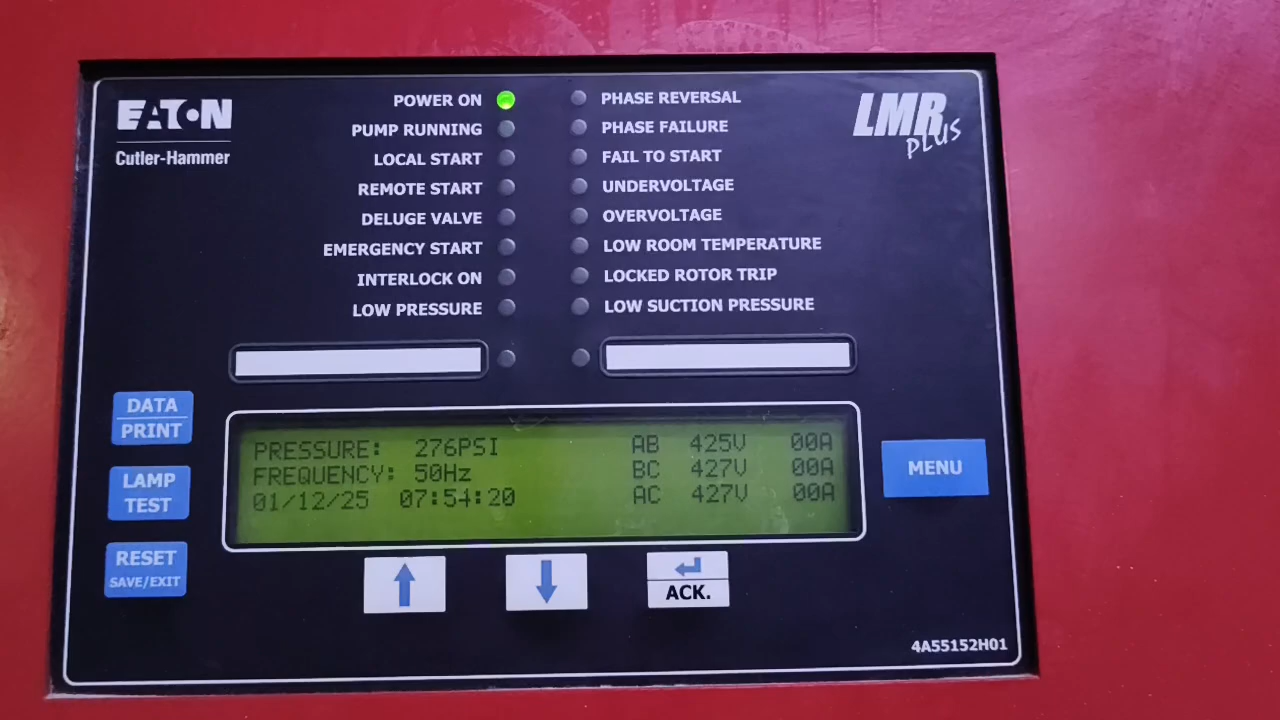 EATON
Cutler-Hammer
LMR
PLUS
POWER ON
PUMP RUNNING
LOCAL START
REMOTE START
DELUGE VALVE
EMERGENCY START
INTERLOCK ON
LOW PRESSURE
PHASE REVERSAL
PHASE FAILURE
FAIL TO START
UNDERVOLTAGE
OVERVOLTAGE
LOW ROOM TEMPERATURE
LOCKED ROTOR TRIP
LOW SUCTION PRESSURE
DATA
PRINT
LAMP
TEST
RESET
SAVE/EXIT
PRESSURE: 276PSI AB 425V 00A
FREQUENCY: 50Hz BC 427V 00A
01/12/25 07:54:20 AC 427V 00A
MENU
ACK.
4A55152H01